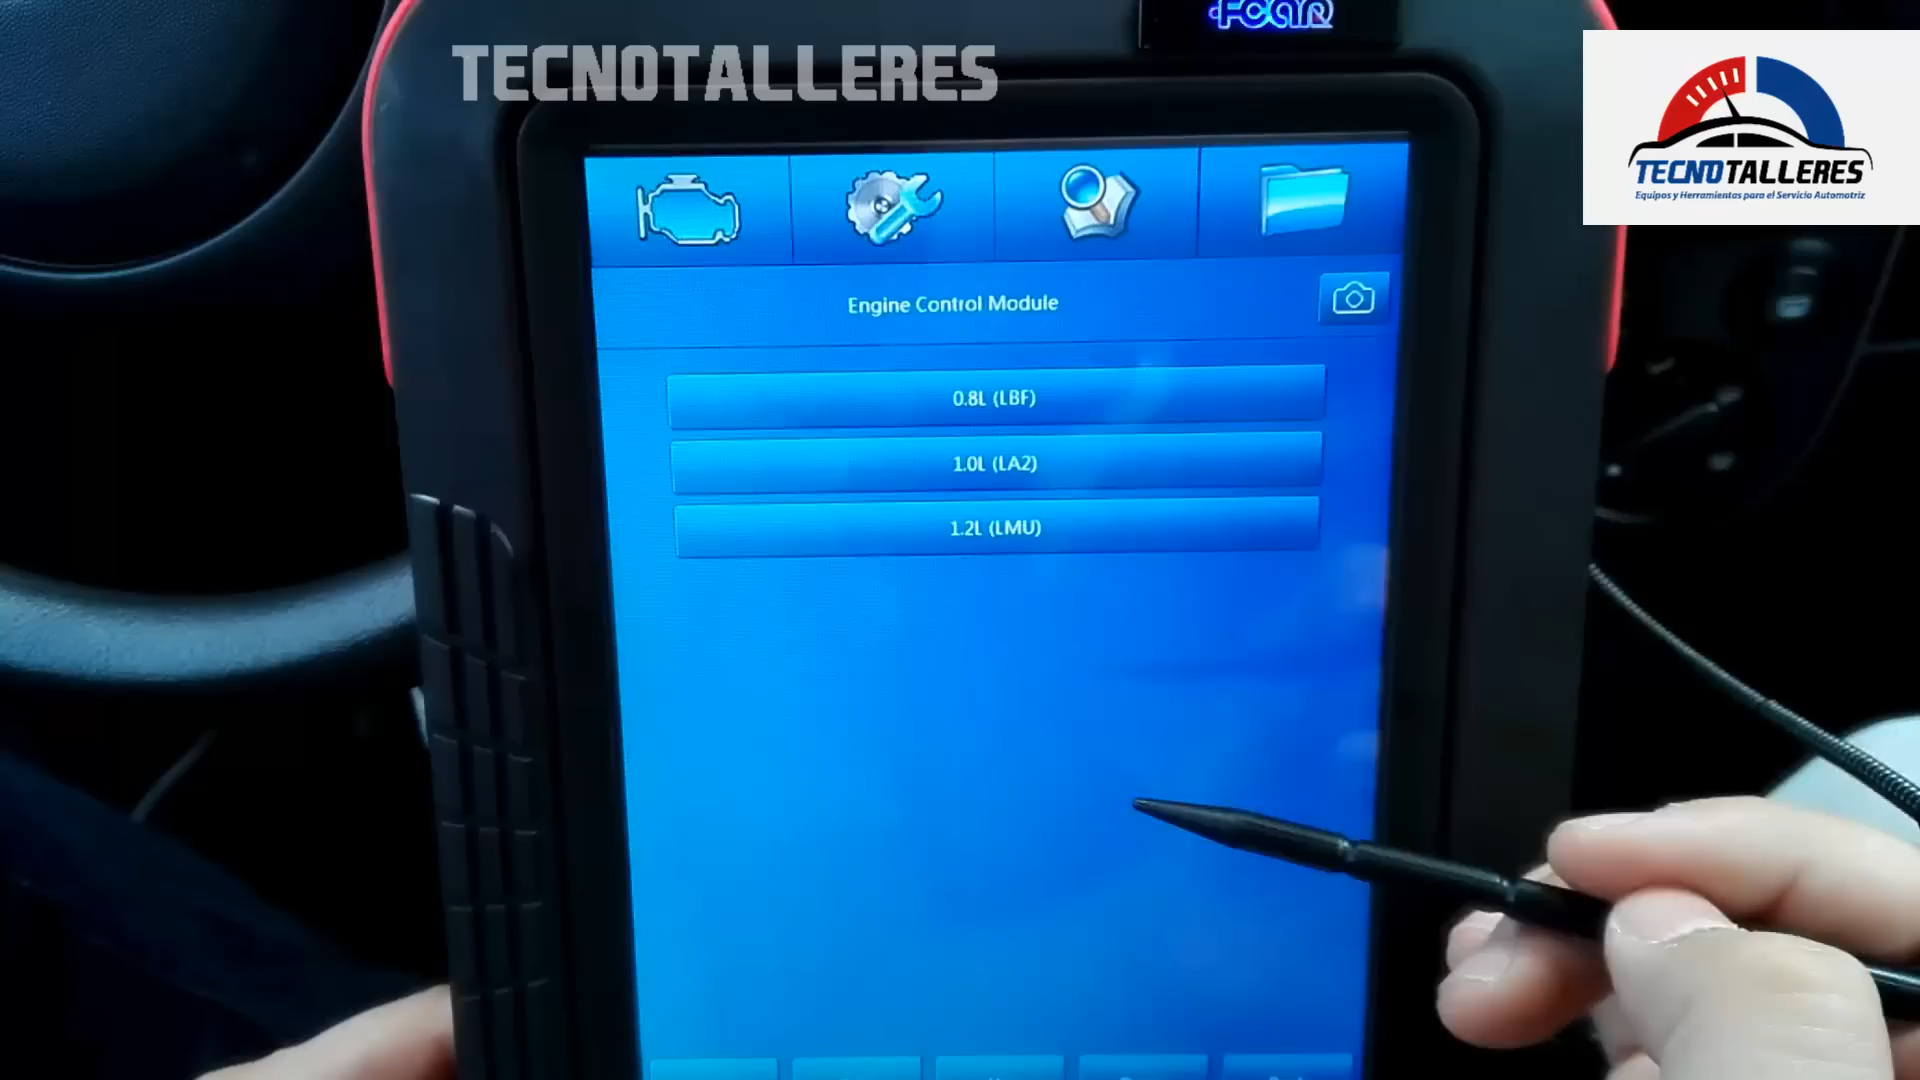 FCAR
TECNOTALLERES
TECNOTALLERES
Equipos y Herramientas para el Servicio Automotriz
Engine Control Module
0.8L (LBF)
1.0L (LA2)
1.2L (LMU)